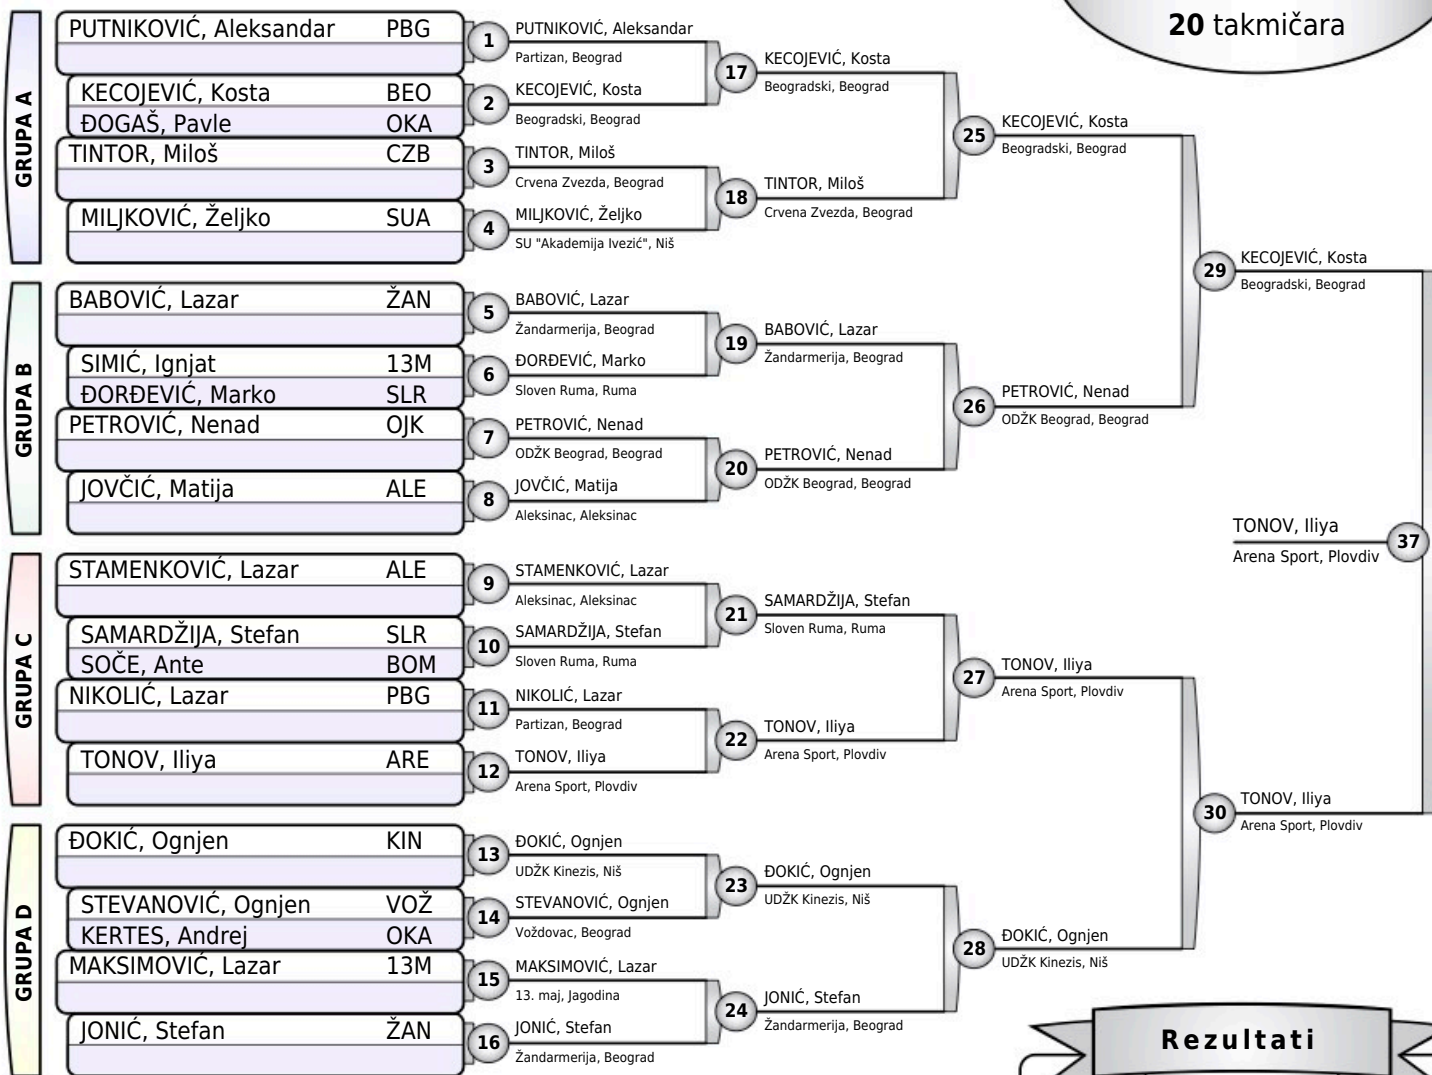 20 takmičara
GRUPA A
PUTNIKOVIĆ, Aleksandar PBG
KECOJEVIĆ, Kosta BEO
ĐOGAŠ, Pavle OKA
TINTOR, Miloš CZB
MILJKOVIĆ, Željko SUA
GRUPA B
BABOVIĆ, Lazar ŽAN
SIMIĆ, Ignjat 13M
ĐORĐEVIĆ, Marko SLR
PETROVIĆ, Nenad OJK
JOVČIĆ, Matija ALE
GRUPA C
STAMENKOVIĆ, Lazar ALE
SAMARDŽIJA, Stefan SLR
SOČE, Ante BOM
NIKOLIĆ, Lazar PBG
TONOV, Iliya ARE
GRUPA D
ĐOKIĆ, Ognjen KIN
STEVANOVIĆ, Ognjen VOŽ
KERTES, Andrej OKA
MAKSIMOVIĆ, Lazar 13M
JONIĆ, Stefan ŽAN
1 PUTNIKOVIĆ, Aleksandar
Partizan, Beograd
2 KECOJEVIĆ, Kosta
Beogradski, Beograd
3 TINTOR, Miloš
Crvena Zvezda, Beograd
4 MILJKOVIĆ, Željko
SU "Akademija Ivezić", Niš
5 BABOVIĆ, Lazar
Žandarmerija, Beograd
6 ĐORĐEVIĆ, Marko
Sloven Ruma, Ruma
7 PETROVIĆ, Nenad
ODŽK Beograd, Beograd
8 JOVČIĆ, Matija
Aleksinac, Aleksinac
9 STAMENKOVIĆ, Lazar
Aleksinac, Aleksinac
10 SAMARDŽIJA, Stefan
Sloven Ruma, Ruma
11 NIKOLIĆ, Lazar
Partizan, Beograd
12 TONOV, Iliya
Arena Sport, Plovdiv
13 ĐOKIĆ, Ognjen
UDŽK Kinezis, Niš
14 STEVANOVIĆ, Ognjen
Voždovac, Beograd
15 MAKSIMOVIĆ, Lazar
13. maj, Jagodina
16 JONIĆ, Stefan
Žandarmerija, Beograd
17 KECOJEVIĆ, Kosta
Beogradski, Beograd
18 TINTOR, Miloš
Crvena Zvezda, Beograd
19 BABOVIĆ, Lazar
Žandarmerija, Beograd
20 PETROVIĆ, Nenad
ODŽK Beograd, Beograd
21 SAMARDŽIJA, Stefan
Sloven Ruma, Ruma
22 TONOV, Iliya
Arena Sport, Plovdiv
23 ĐOKIĆ, Ognjen
UDŽK Kinezis, Niš
24 JONIĆ, Stefan
Žandarmerija, Beograd
25 KECOJEVIĆ, Kosta
Beogradski, Beograd
26 PETROVIĆ, Nenad
ODŽK Beograd, Beograd
27 TONOV, Iliya
Arena Sport, Plovdiv
28 ĐOKIĆ, Ognjen
UDŽK Kinezis, Niš
29 KECOJEVIĆ, Kosta
Beogradski, Beograd
30 TONOV, Iliya
Arena Sport, Plovdiv
TONOV, Iliya 37
Arena Sport, Plovdiv
Rezultati